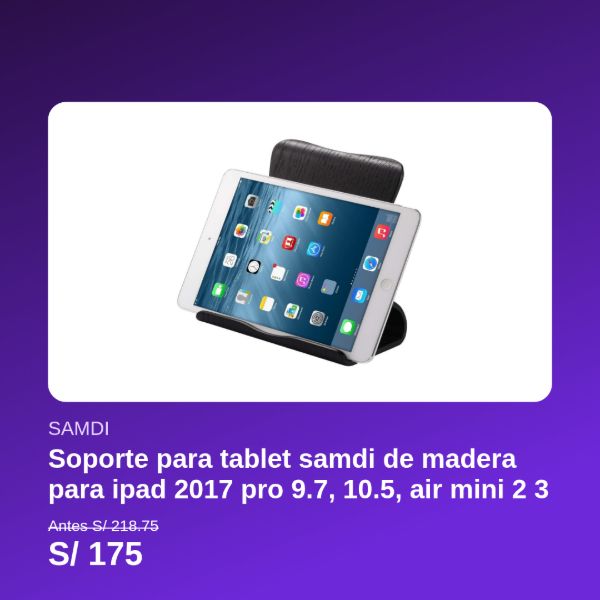 SAMDI
Soporte para tablet samdi de madera
para ipad 2017 pro 9.7, 10.5, air mini 2 3
Antes S/ 218.75
S/ 175